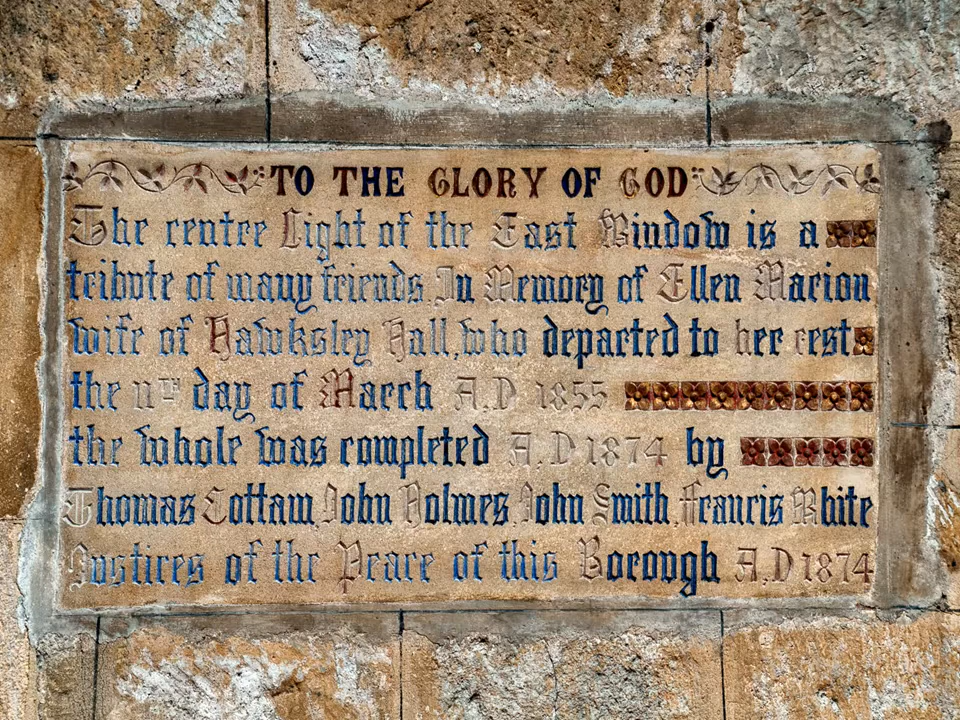 TO THE GLORY OF GOD
The centre Light of the East Window is a
tribute of many friends. In Memory of Ellen Marion
wife of Hawksley Hall, who departed to her rest
the 11TH day of March A.D 1855
the whole was completed A.D 1874 by
Thomas Cottam, John Holmes, John Smith, Francis White
Justices of the Peace of this Borough A.D 1874